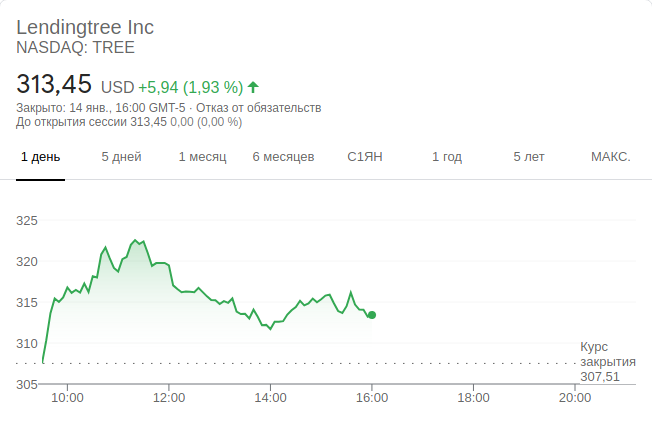 Lendingtree Inc
NASDAQ: TREE
313,45 USD +5,94 (1,93 %)
Закрыто: 14 янв., 16:00 GMT-5 · Отказ от обязательств
До открытия сессии 313,45 0,00 (0,00 %)
1 день 5 дней 1 месяц 6 месяцев С1ЯН 1 год 5 лет МАКС.
325
320
315
310
Курс
закрытия
307,51
305
10:00 12:00 14:00 16:00 18:00 20:00